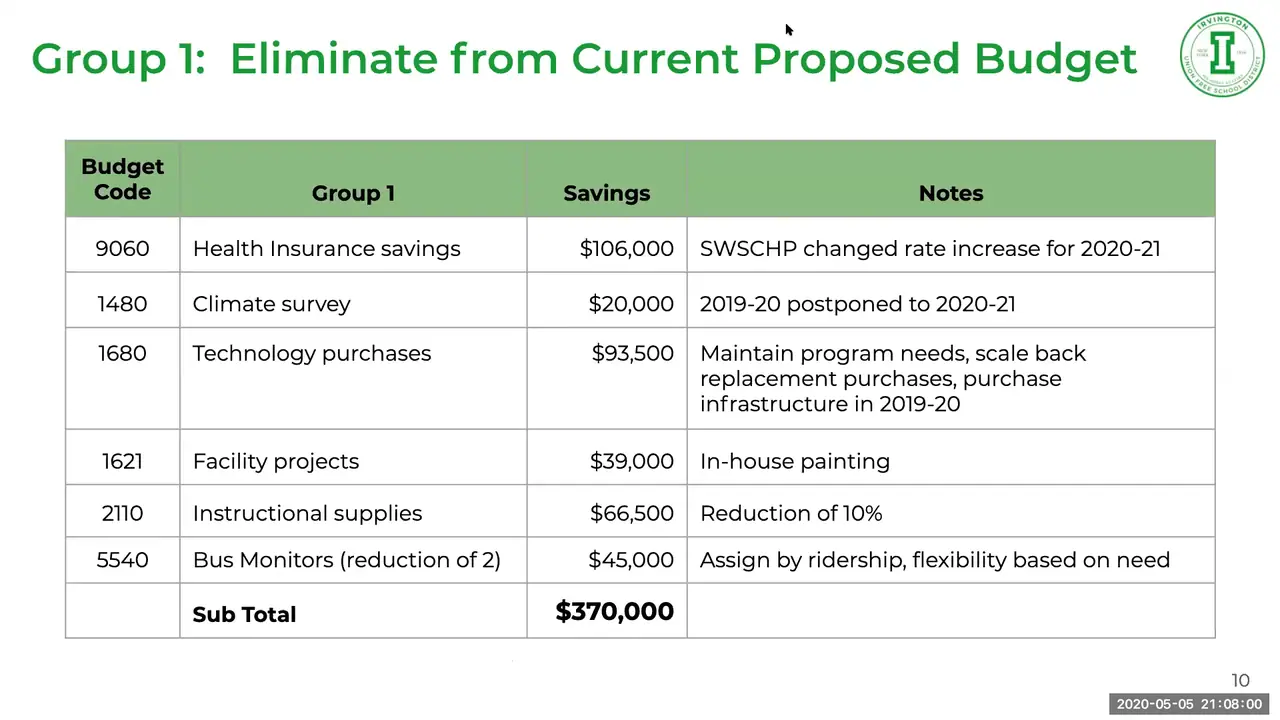 Group 1: Eliminate from Current Proposed Budget
IRVINGTON
UNION FREE SCHOOL DISTRICT
I
Budget Code Group 1 Savings Notes
9060 Health Insurance savings $106,000 SWSCHP changed rate increase for 2020-21
1480 Climate survey $20,000 2019-20 postponed to 2020-21
1680 Technology purchases $93,500 Maintain program needs, scale back
replacement purchases, purchase
infrastructure in 2019-20
1621 Facility projects $39,000 In-house painting
2110 Instructional supplies $66,500 Reduction of 10%
5540 Bus Monitors (reduction of 2) $45,000 Assign by ridership, flexibility based on need
Sub Total $370,000
10
2020-05-05 21:08:00